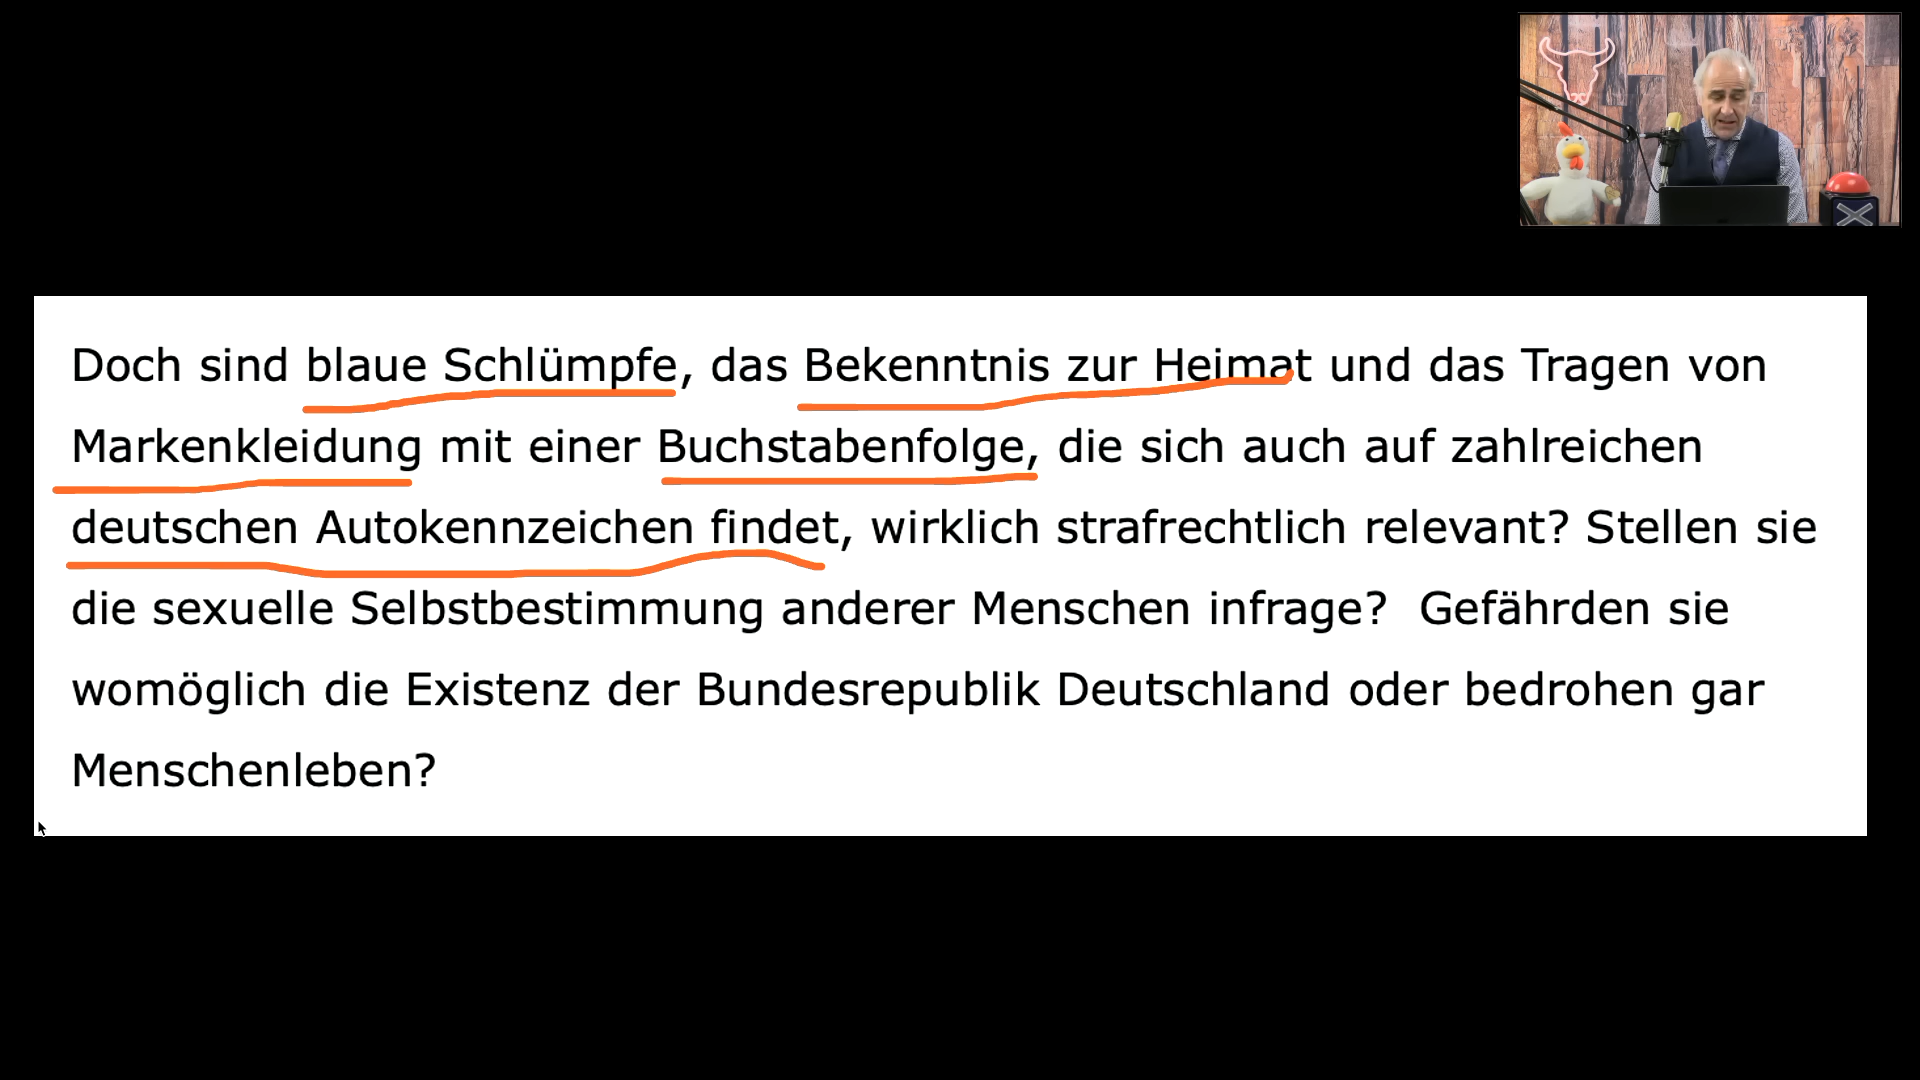 Doch sind blaue Schlümpfe, das Bekenntnis zur Heimat und das Tragen von
Markenkleidung mit einer Buchstabenfolge, die sich auch auf zahlreichen
deutschen Autokennzeichen findet, wirklich strafrechtlich relevant? Stellen sie
die sexuelle Selbstbestimmung anderer Menschen infrage?  Gefährden sie
womöglich die Existenz der Bundesrepublik Deutschland oder bedrohen gar
Menschenleben?